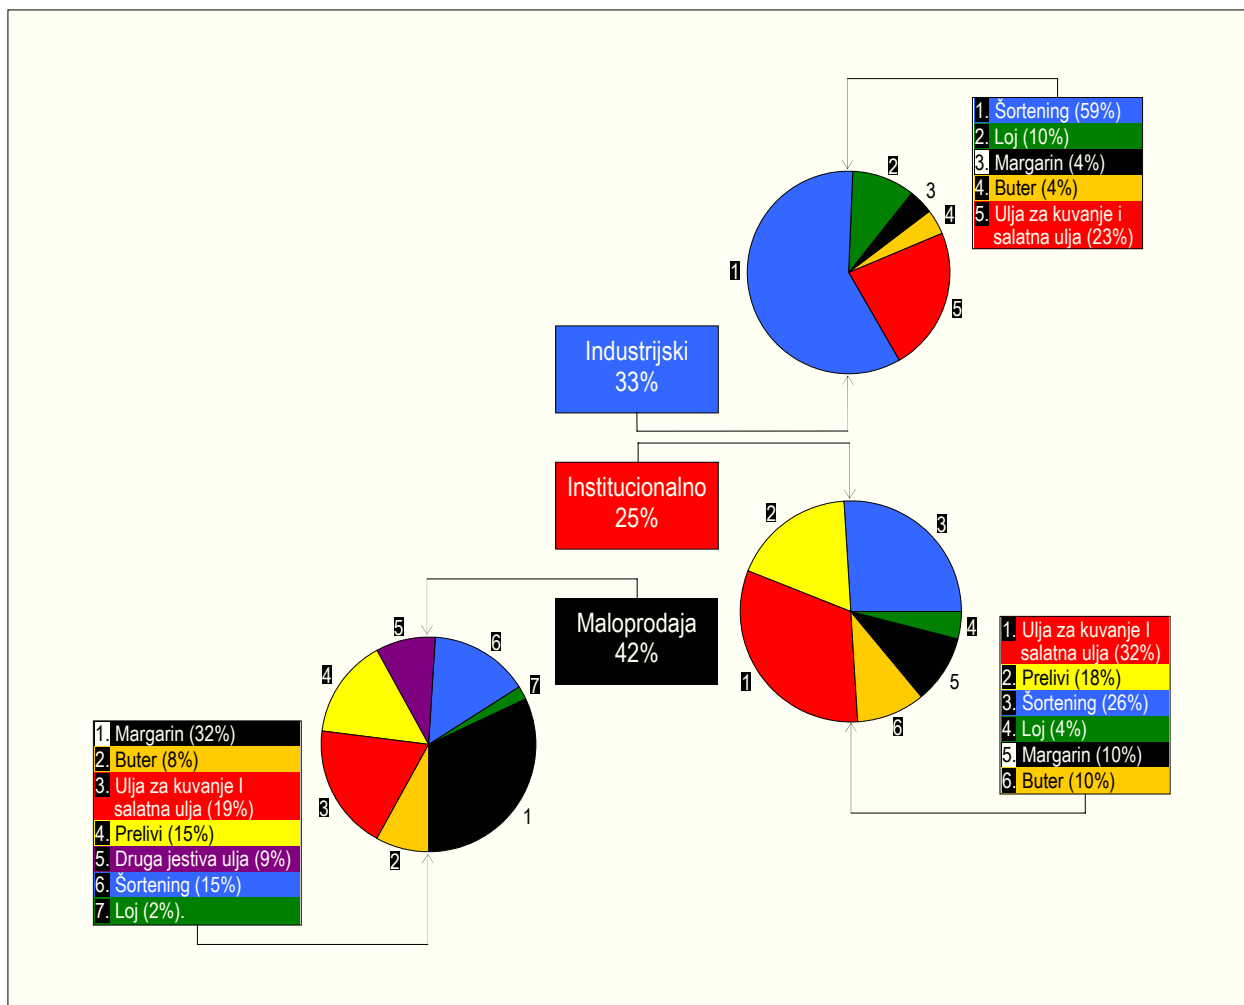 1. Šortening (59%)
2. Loj (10%)
3. Margarin (4%)
4. Buter (4%)
5. Ulja za kuvanje i
salatna ulja (23%)
2
3
4
1
5
Industrijski
33%
Institucionalno
25%
2
3
4
5
6
1
Maloprodaja
42%
1. Ulja za kuvanje I
salatna ulja (32%)
2. Prelivi (18%)
3. Šortening (26%)
4. Loj (4%)
5. Margarin (10%)
6. Buter (10%)
5
6
4
7
3
1
2
1. Margarin (32%)
2. Buter (8%)
3. Ulja za kuvanje I
salatna ulja (19%)
4. Prelivi (15%)
5. Druga jestiva ulja (9%)
6. Šortening (15%)
7. Loj (2%).